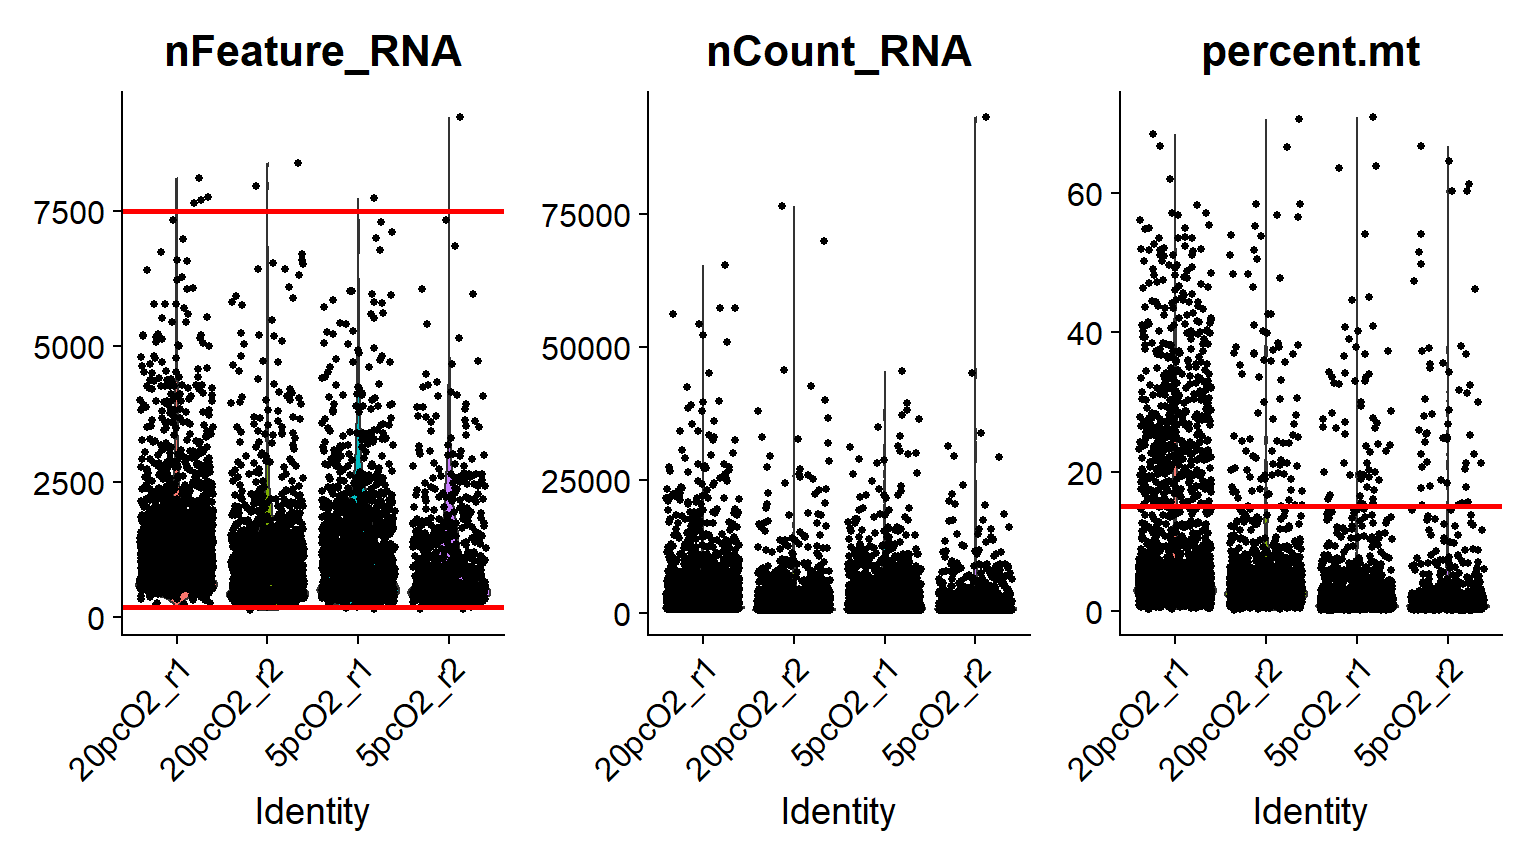 nFeature_RNA
7500
5000
2500
0
20pcO2_r1
20pcO2_r2
5pcO2_r1
5pcO2_r2
Identity
nCount_RNA
75000
50000
25000
0
20pcO2_r1
20pcO2_r2
5pcO2_r1
5pcO2_r2
Identity
percent.mt
60
40
20
0
20pcO2_r1
20pcO2_r2
5pcO2_r1
5pcO2_r2
Identity